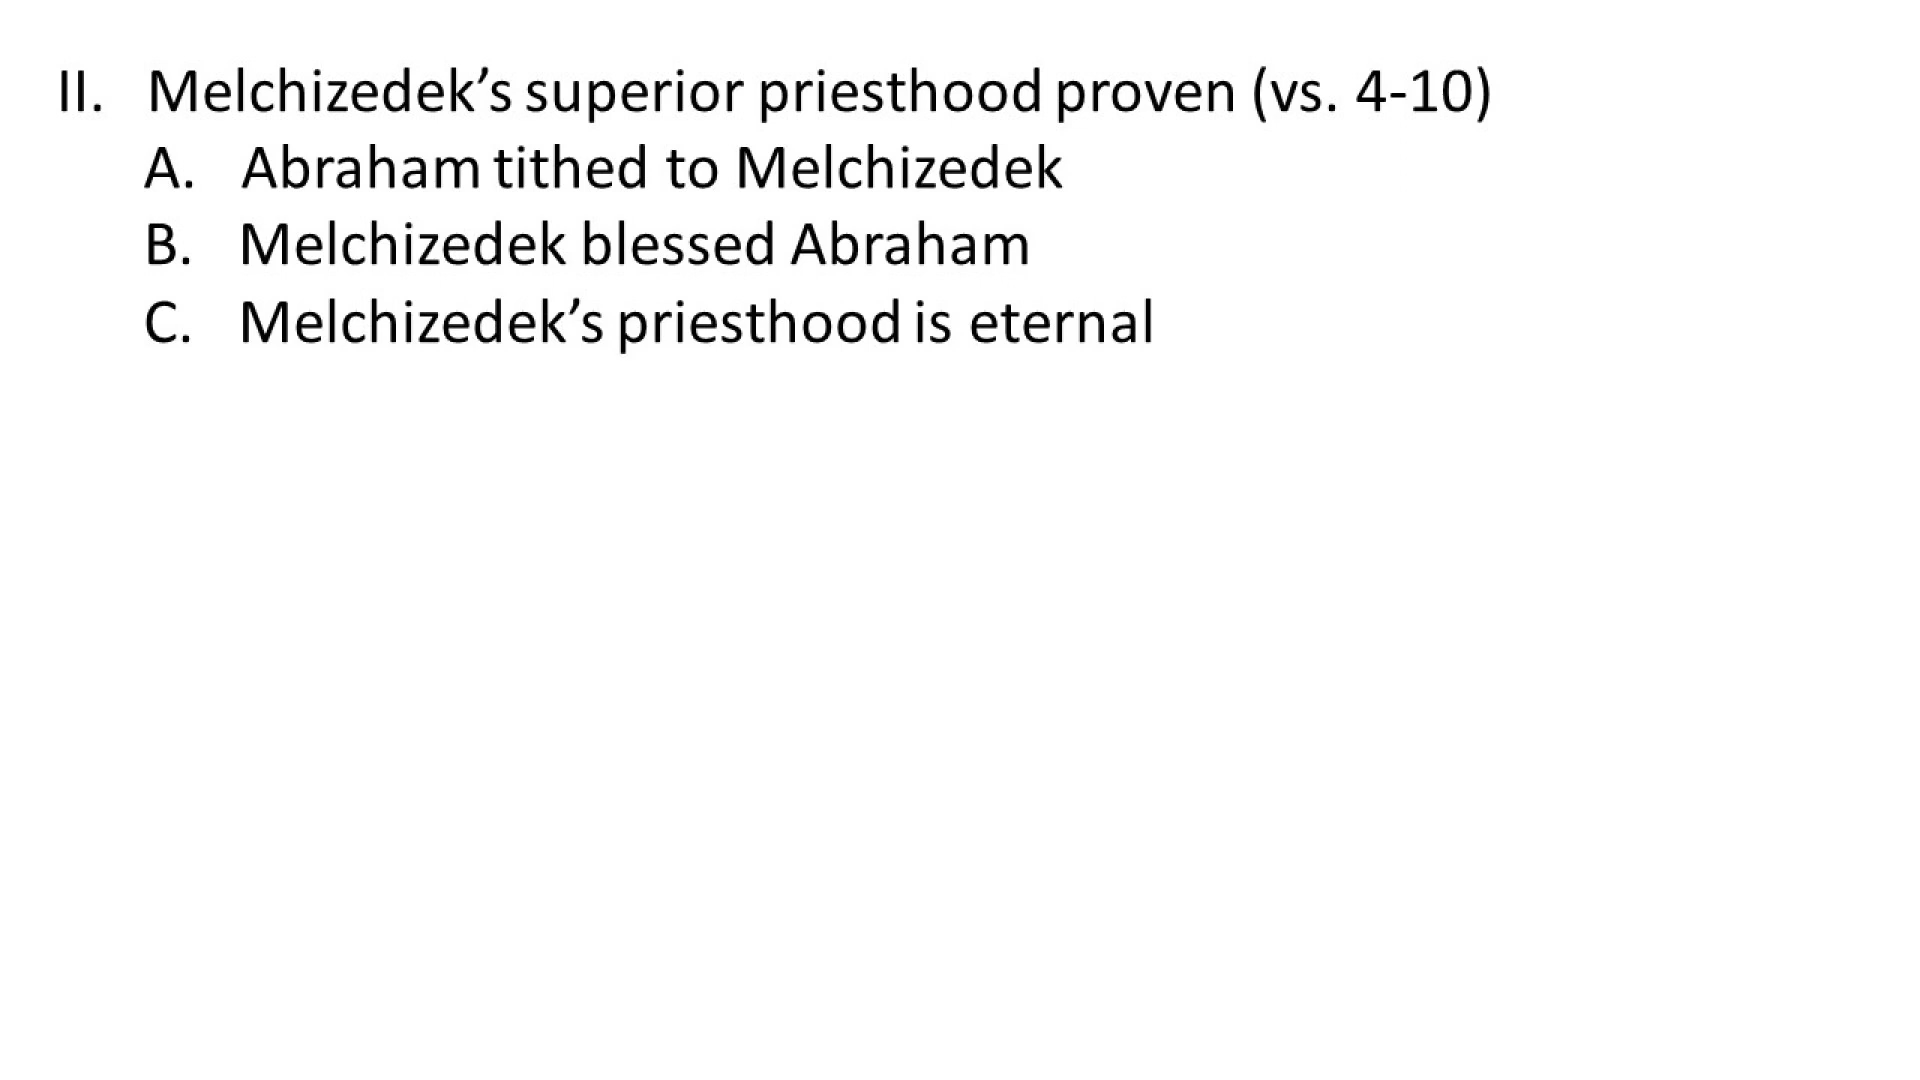 II. Melchizedek’s superior priesthood proven (vs. 4-10)
A. Abraham tithed to Melchizedek
B. Melchizedek blessed Abraham
C. Melchizedek’s priesthood is eternal